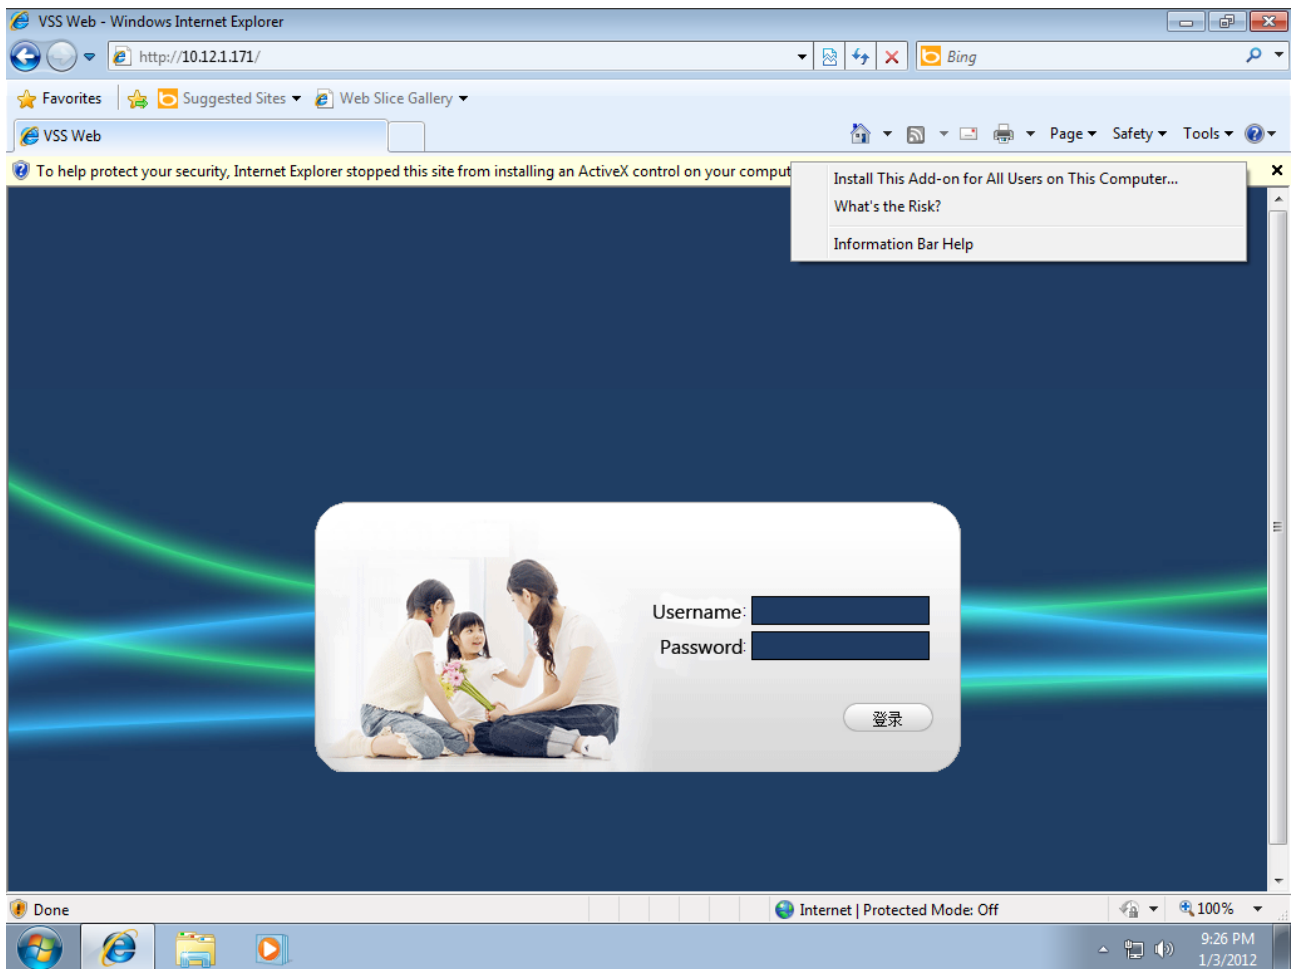 VSS Web - Windows Internet Explorer
http://10.12.1.171/
Bing
Favorites
Suggested Sites
Web Slice Gallery
VSS Web
Page
Safety
Tools
To help protect your security, Internet Explorer stopped this site from installing an ActiveX control on your comput
Install This Add-on for All Users on This Computer...
What's the Risk?
Information Bar Help
Username:
Password:
登录
Done
Internet | Protected Mode: Off
100%
9:26 PM
1/3/2012